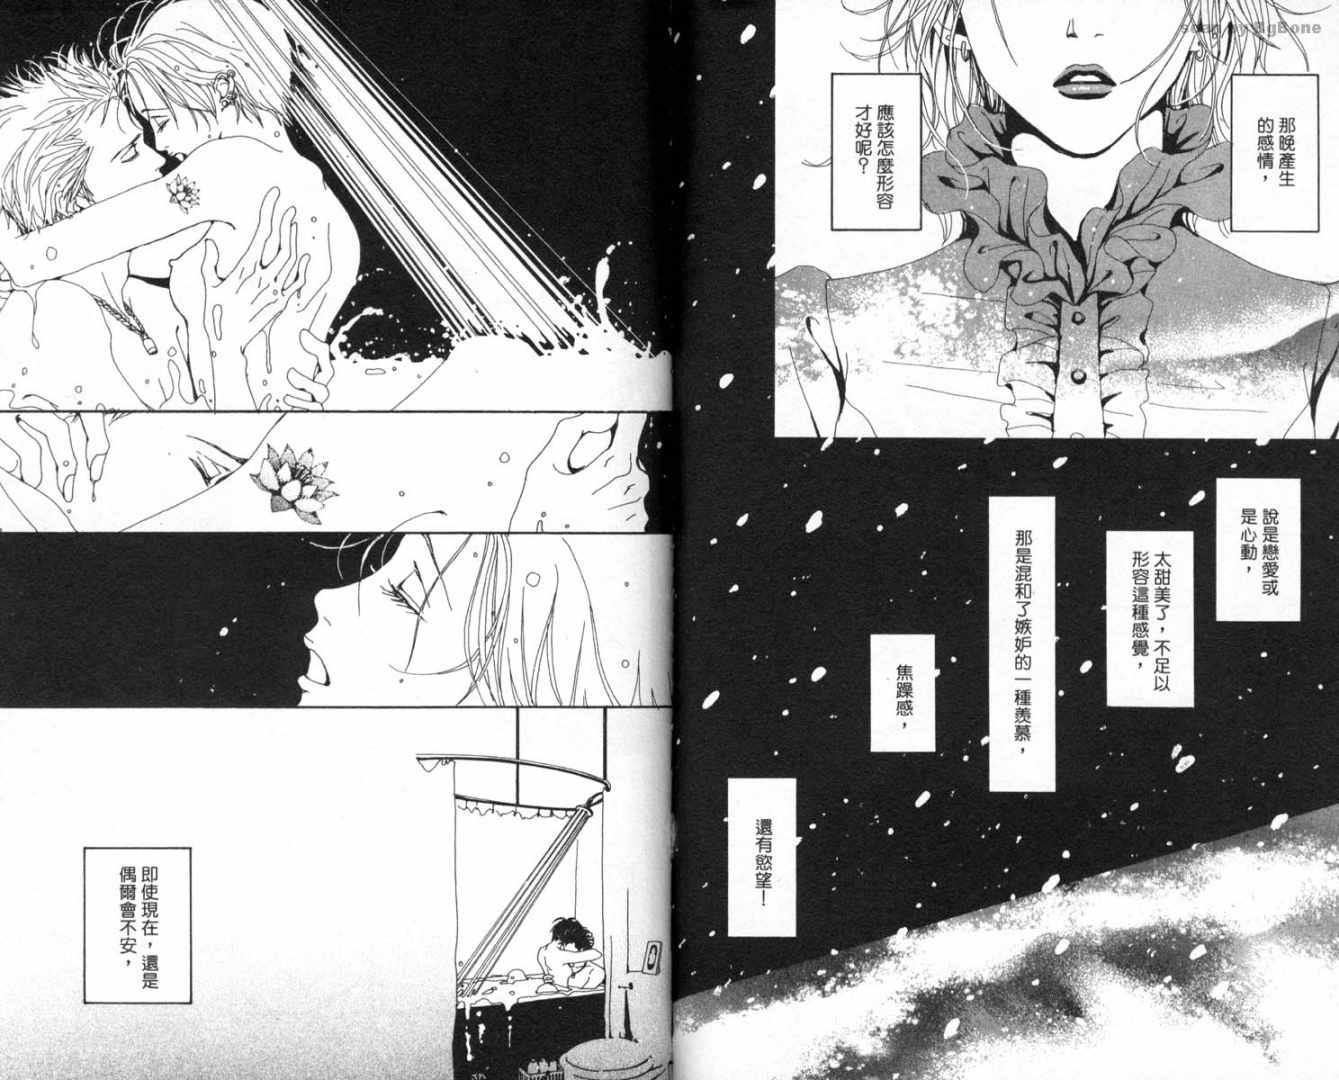 那晚產生
的感情，
應該怎麼形容
才好呢？
說是戀愛或
是心動，
太甜美了，不足以
形容這種感覺，
那是混和了嫉妒的一種羨慕，
焦躁感，
還有慾望！
即使現在，還是
偶爾會不安，